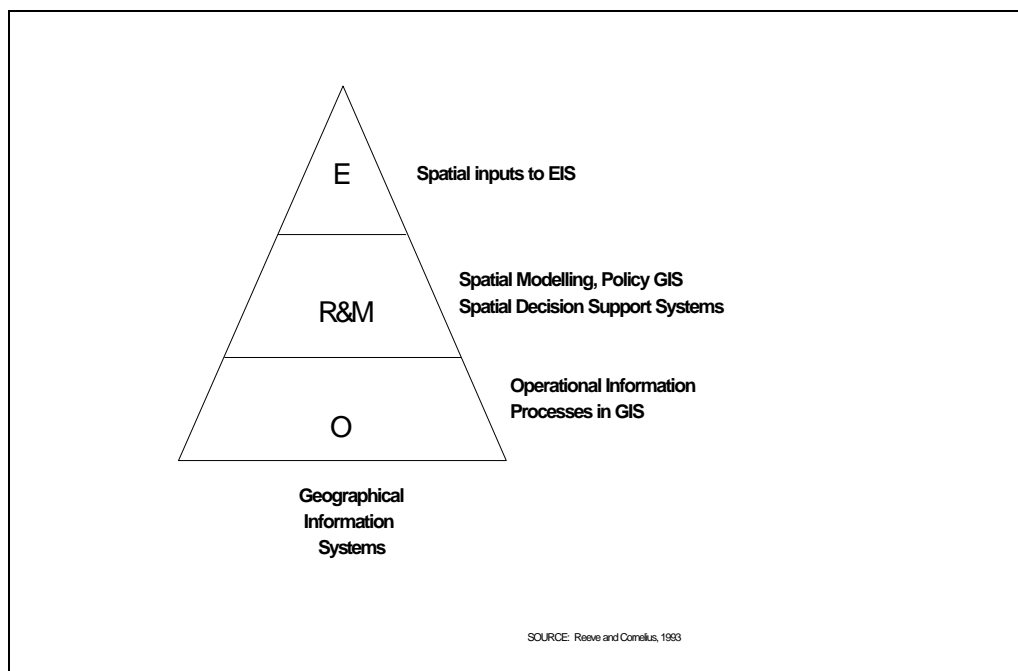 E
Spatial inputs to EIS
R&M
Spatial Modelling, Policy GIS
Spatial Decision Support Systems
Operational Information
Processes in GIS
O
Geographical
Information
Systems
SOURCE: Reeve and Cornelius, 1993